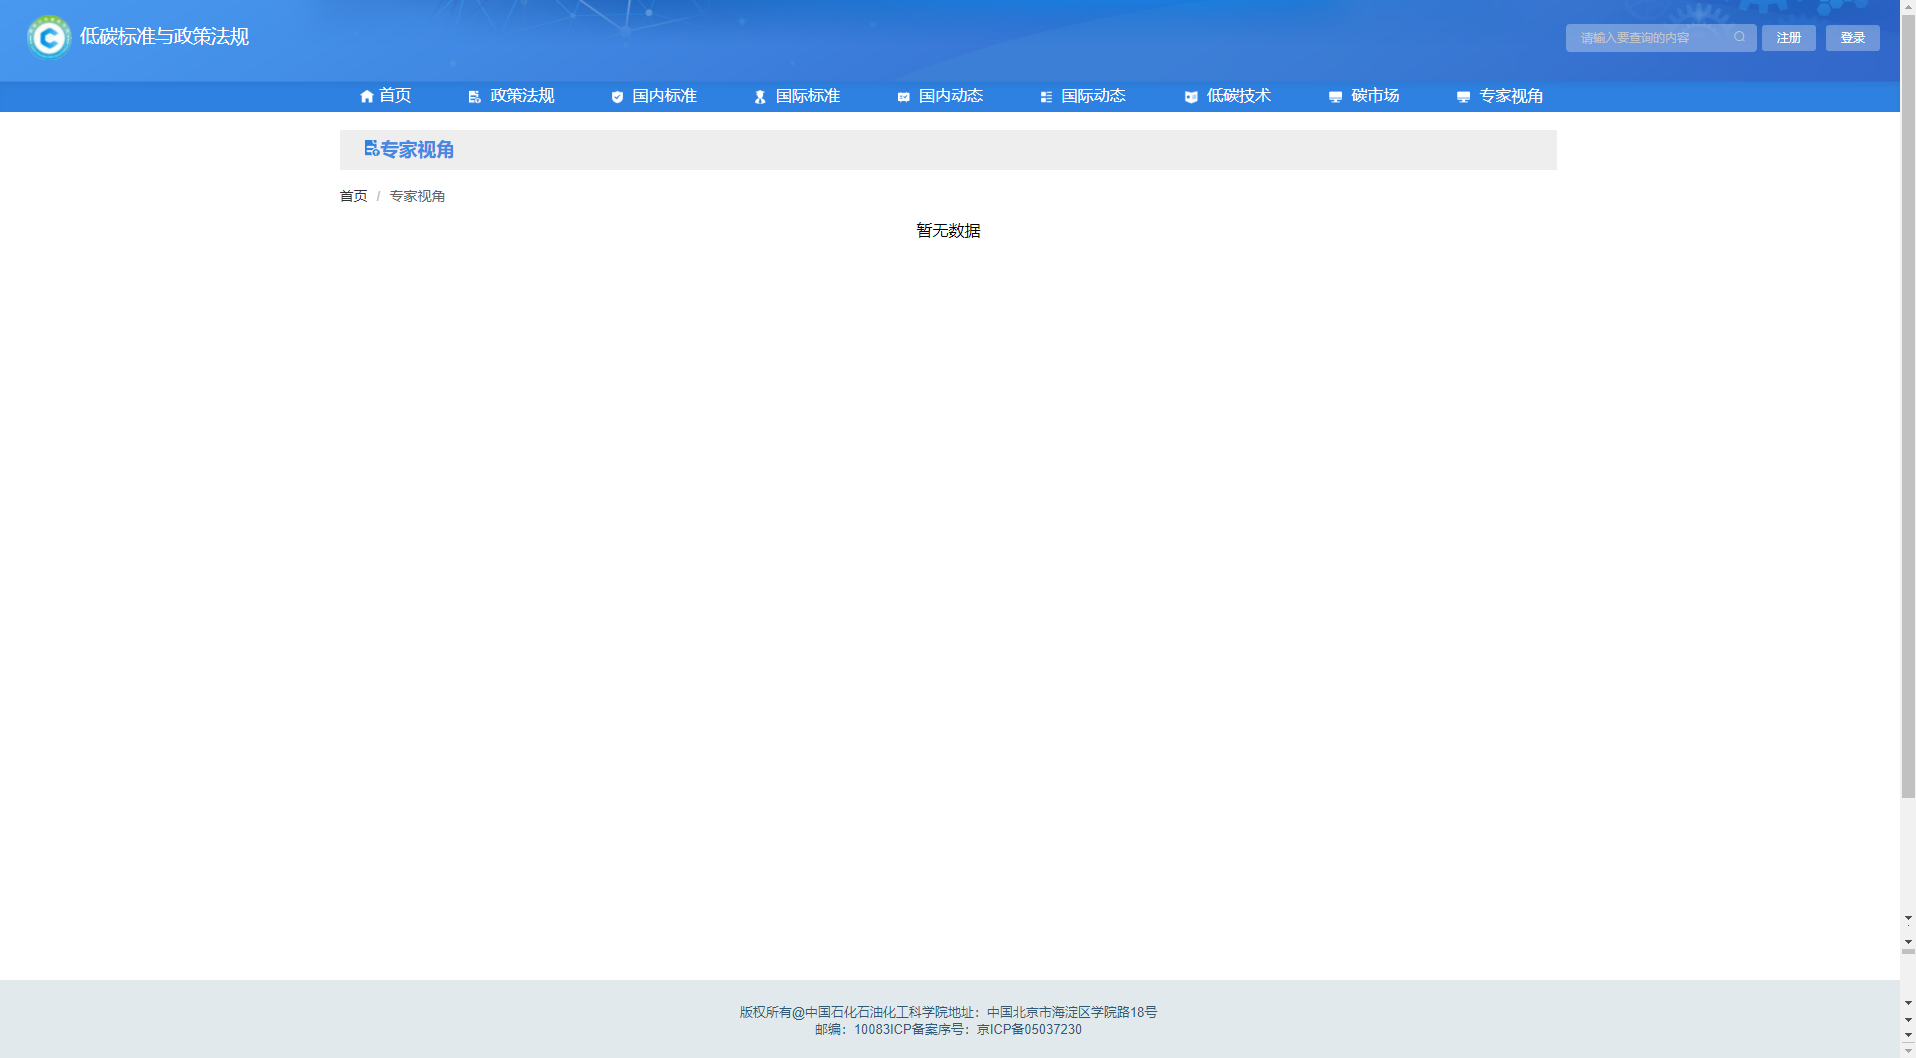 低碳标准与政策法规
请输入要查询的内容
注册
登录
首页
政策法规
国内标准
国际标准
国内动态
国际动态
低碳技术
碳市场
专家视角
专家视角
首页 / 专家视角
暂无数据
版权所有@中国石化石油化工科学院地址：中国北京市海淀区学院路18号
邮编：10083ICP备案序号：京ICP备05037230